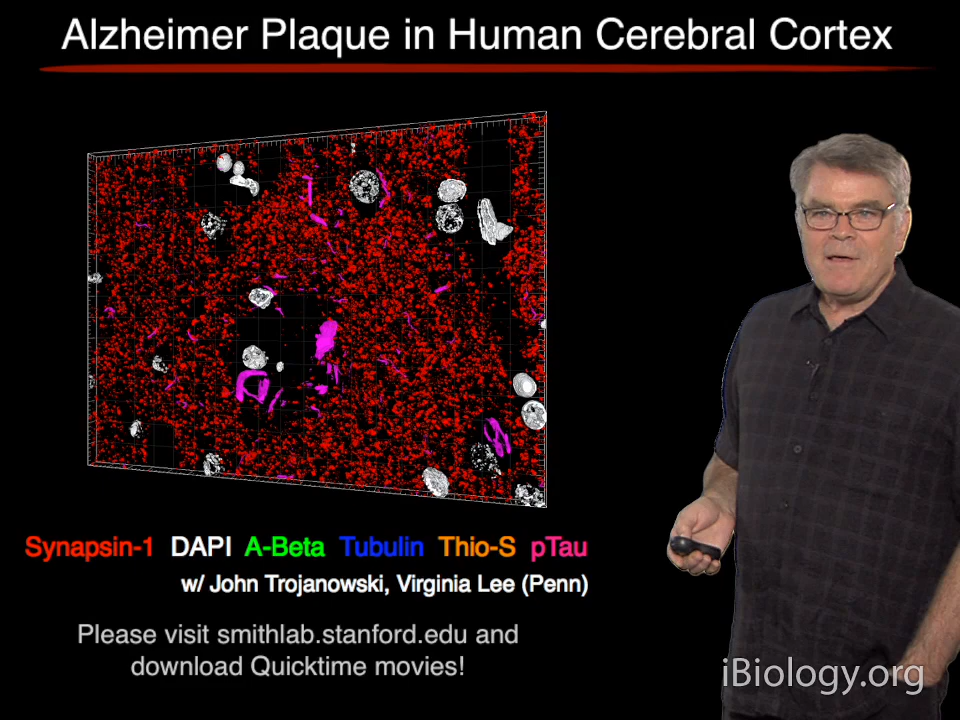 Alzheimer Plaque in Human Cerebral Cortex
Synapsin-1 DAPI A-Beta Tubulin Thio-S pTau
w/ John Trojanowski, Virginia Lee (Penn)
Please visit smithlab.stanford.edu and
download Quicktime movies!
iBiology.org